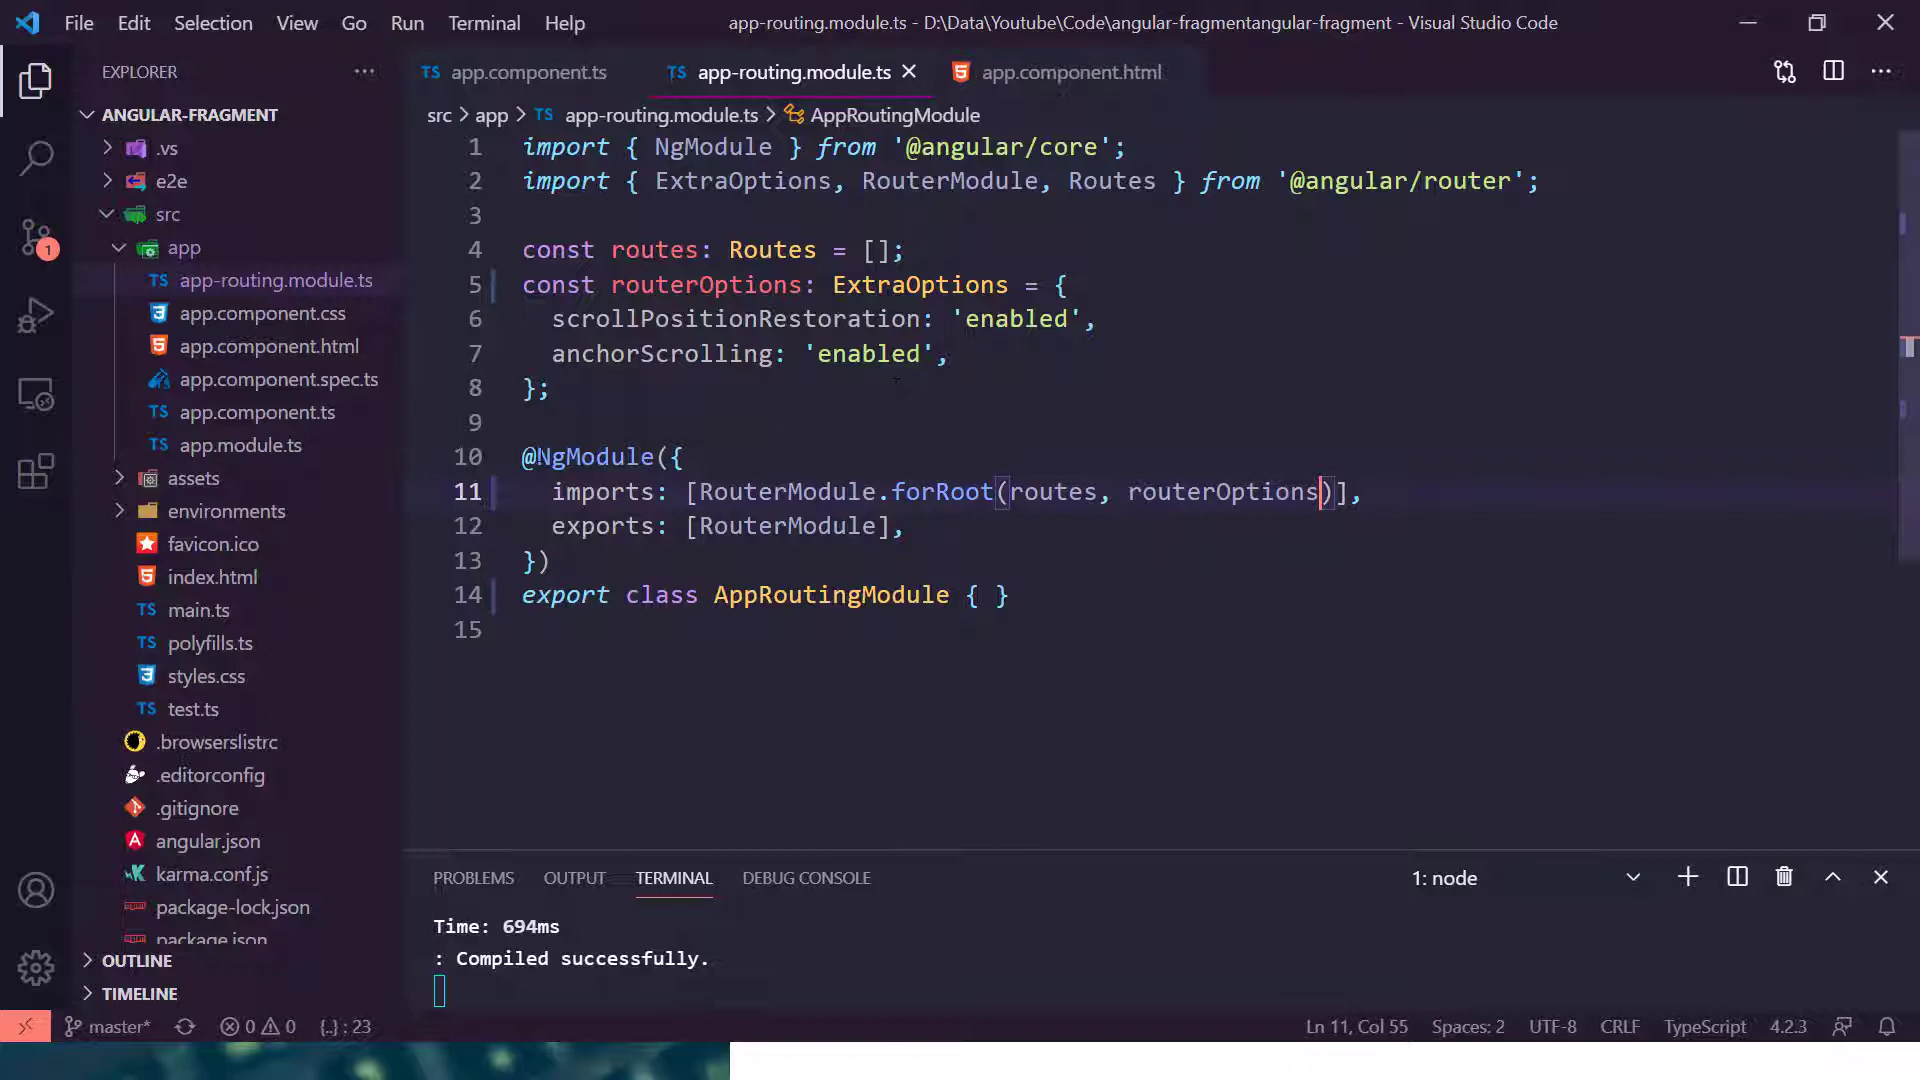 File Edit Selection View Go Run Terminal Help
app-routing.module.ts - D:\Data\Youtube\Code\angular-fragmentangular-fragment - Visual Studio Code
EXPLORER
ANGULAR-FRAGMENT
.vs
e2e
src
app
app-routing.module.ts
app.component.css
app.component.html
app.component.spec.ts
app.component.ts
app.module.ts
assets
environments
favicon.ico
index.html
main.ts
polyfills.ts
styles.css
test.ts
.browserslistrc
.editorconfig
.gitignore
angular.json
karma.conf.js
package-lock.json
package.json
OUTLINE
TIMELINE
1
TS app.component.ts TS app-routing.module.ts app.component.html
src > app > TS app-routing.module.ts > AppRoutingModule
1 import { NgModule } from '@angular/core';
2 import { ExtraOptions, RouterModule, Routes } from '@angular/router';
3
4 const routes: Routes = [];
5 const routerOptions: ExtraOptions = {
6 scrollPositionRestoration: 'enabled',
7 anchorScrolling: 'enabled',
8 };
9
10 @NgModule({
11 imports: [RouterModule.forRoot(routes, routerOptions)],
12 exports: [RouterModule],
13 })
14 export class AppRoutingModule { }
15
PROBLEMS OUTPUT TERMINAL DEBUG CONSOLE 1: node
Time: 694ms
: Compiled successfully.
master* 0 0 {..} : 23 Ln 11, Col 55 Spaces: 2 UTF-8 CRLF TypeScript 4.2.3